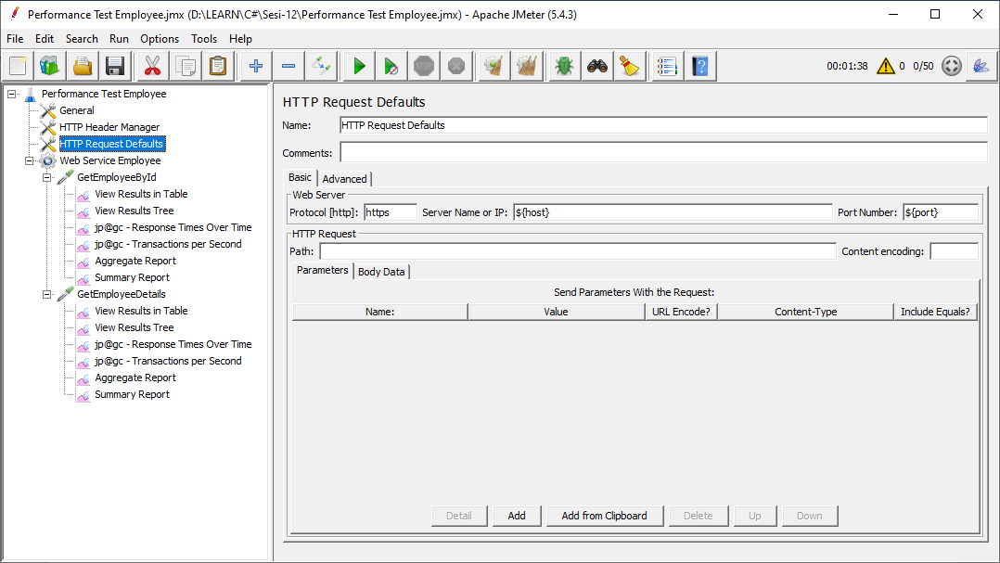 Performance Test Employee.jmx (D:\LEARN\C#\Sesi-12\Performance Test Employee.jmx) - Apache JMeter (5.4.3)
File Edit Search Run Options Tools Help
STOP
00:01:38 0 0/50
Performance Test Employee
General
HTTP Header Manager
HTTP Request Defaults
Web Service Employee
GetEmployeeById
View Results in Table
View Results Tree
jp@gc - Response Times Over Time
jp@gc - Transactions per Second
Aggregate Report
Summary Report
GetEmployeeDetails
View Results in Table
View Results Tree
jp@gc - Response Times Over Time
jp@gc - Transactions per Second
Aggregate Report
Summary Report
HTTP Request Defaults
Name: HTTP Request Defaults
Comments:
Basic Advanced
Web Server
Protocol [http]: https Server Name or IP: ${host} Port Number: ${port}
HTTP Request
Path: Content encoding:
Parameters Body Data
Send Parameters With the Request:
Name: Value URL Encode? Content-Type Include Equals?
Detail Add Add from Clipboard Delete Up Down